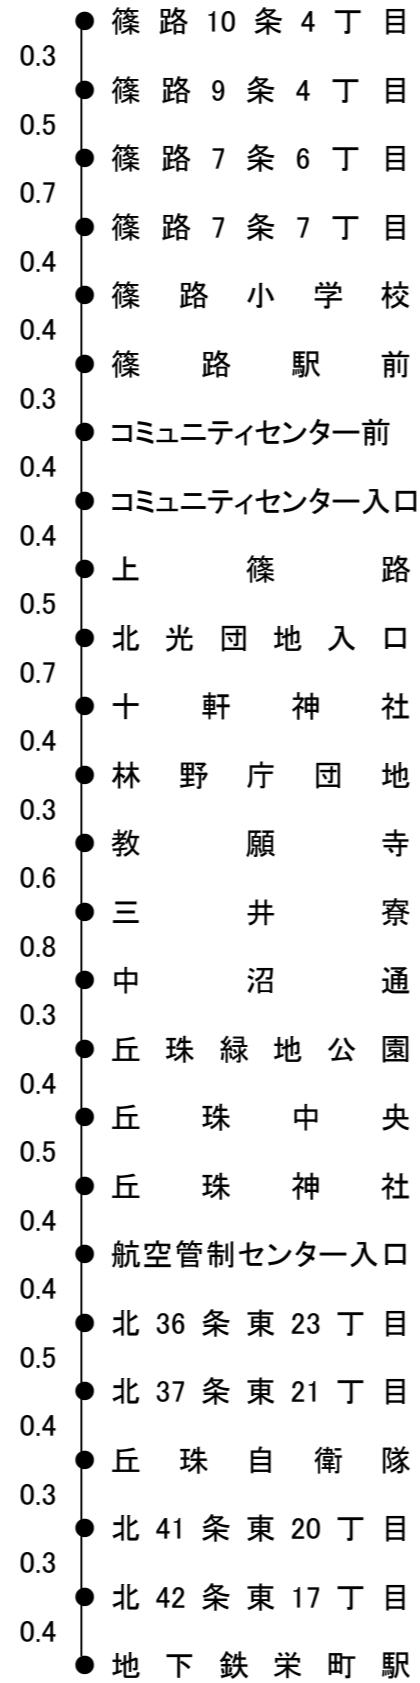 篠路10条4丁目
0.3
篠路9条4丁目
0.5
篠路7条6丁目
0.7
篠路7条7丁目
0.4
篠路小学校
0.4
篠路駅前
0.3
コミュニティセンター前
0.4
コミュニティセンター入口
0.4
上篠路
0.5
北光団地入口
0.7
十軒神社
0.4
林野庁団地
0.3
教願寺
0.6
三井寮
0.8
中沼通
0.3
丘珠緑地公園
0.4
丘珠中央
0.5
丘珠神社
0.4
航空管制センター入口
0.4
北36条東23丁目
0.5
北37条東21丁目
0.4
丘珠自衛隊
0.3
北41条東20丁目
0.3
北42条東17丁目
0.4
地下鉄栄町駅